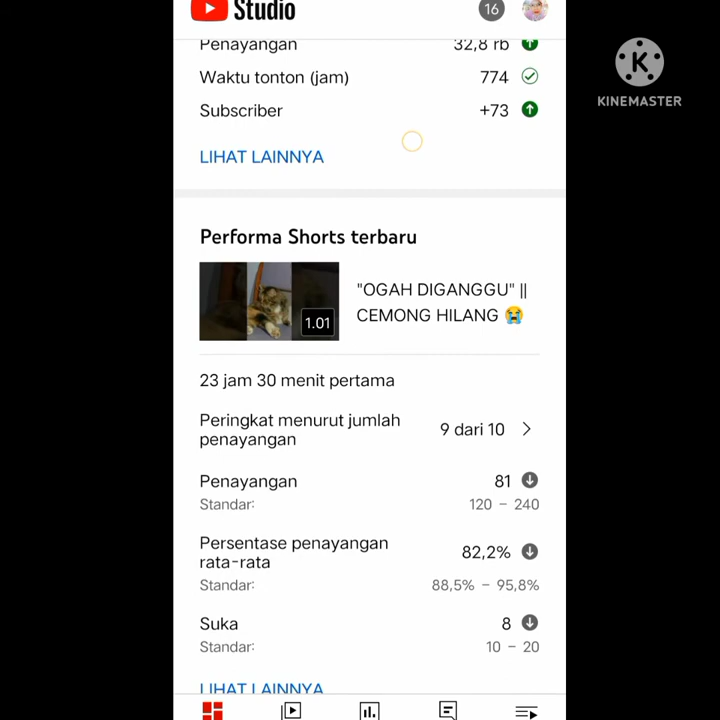 Studio
16
KINEMASTER
Penayangan 32,8 rb
Waktu tonton (jam) 774
Subscriber +73
LIHAT LAINNYA
Performa Shorts terbaru
1.01
"OGAH DIGANGGU" ||
CEMONG HILANG 😭
23 jam 30 menit pertama
Peringkat menurut jumlah
penayangan
9 dari 10
Penayangan 81
Standar: 120 – 240
Persentase penayangan
rata-rata
82,2%
Standar: 88,5% – 95,8%
Suka 8
Standar: 10 – 20
LIHAT LAINNYA